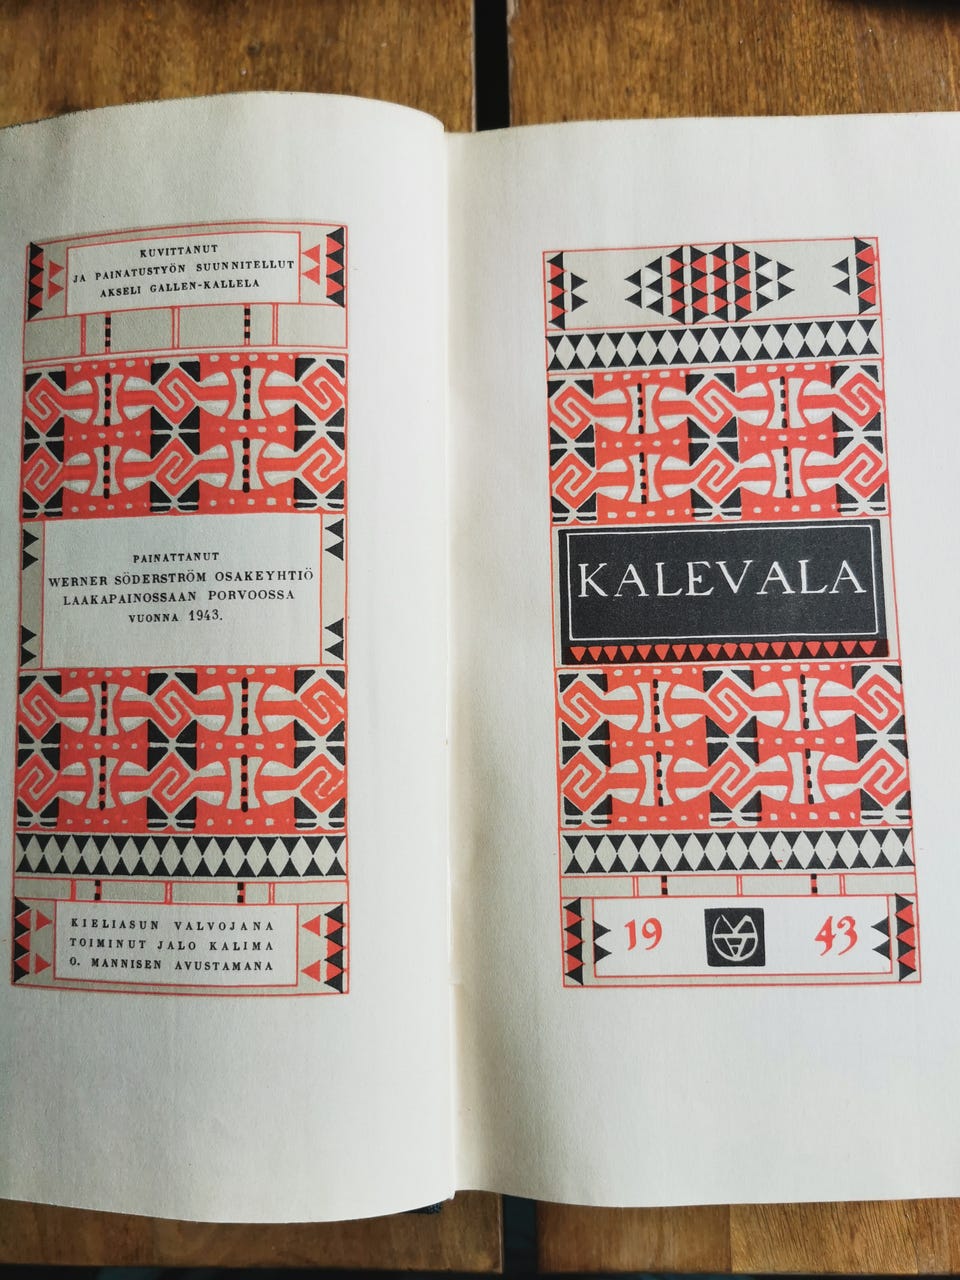 KUVITTANUT
JA PAINATUSTYÖN SUUNNITELLUT
AKSELI GALLEN-KALLELA
PAINATTANUT
WERNER SÖDERSTRÖM OSAKEYHTIÖ
LAAKAPAINOSSAAN PORVOOSSA
VUONNA 1943.
KIELIASUN VALVOJANA
TOIMINUT JALO KALIMA
O. MANNISEN AVUSTAMANA
KALEVALA
19 43